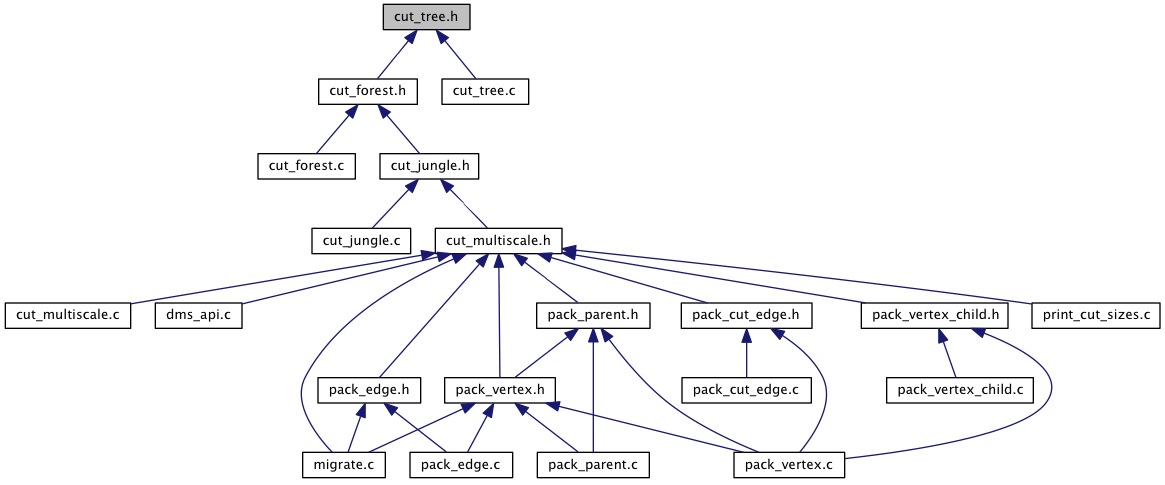 cut_tree.h
cut_forest.h
cut_tree.c
cut_forest.c
cut_jungle.h
cut_jungle.c
cut_multiscale.h
cut_multiscale.c
dms_api.c
pack_parent.h
pack_cut_edge.h
pack_vertex_child.h
print_cut_sizes.c
pack_edge.h
pack_vertex.h
pack_cut_edge.c
pack_vertex_child.c
migrate.c
pack_edge.c
pack_parent.c
pack_vertex.c